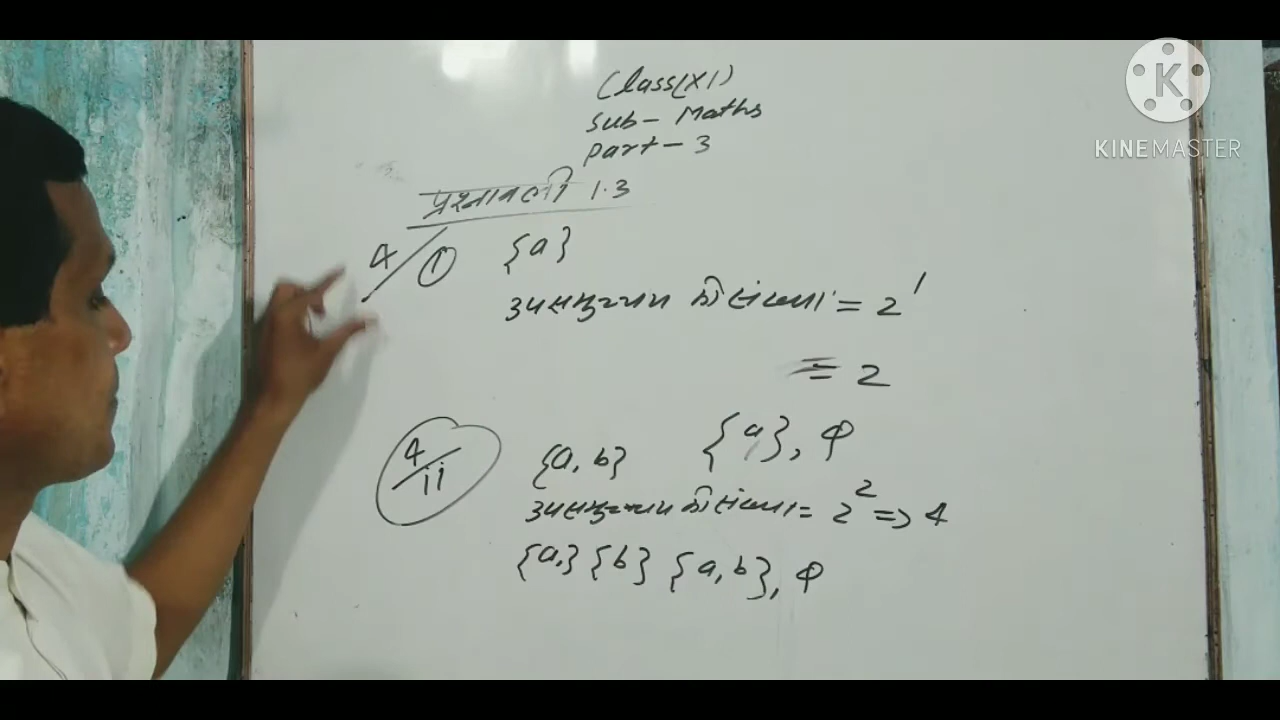 Class(XI)
Sub - Maths
Part - 3
KINEMASTER
प्रश्नावली 1.3
4/(i) {a}
उपसमुच्चय की संख्या = 2¹
= 2
{a}, φ
4/ii {a, b}
उपसमुच्चय की संख्या = 2² => 4
{a,} {b} {a, b}, φ